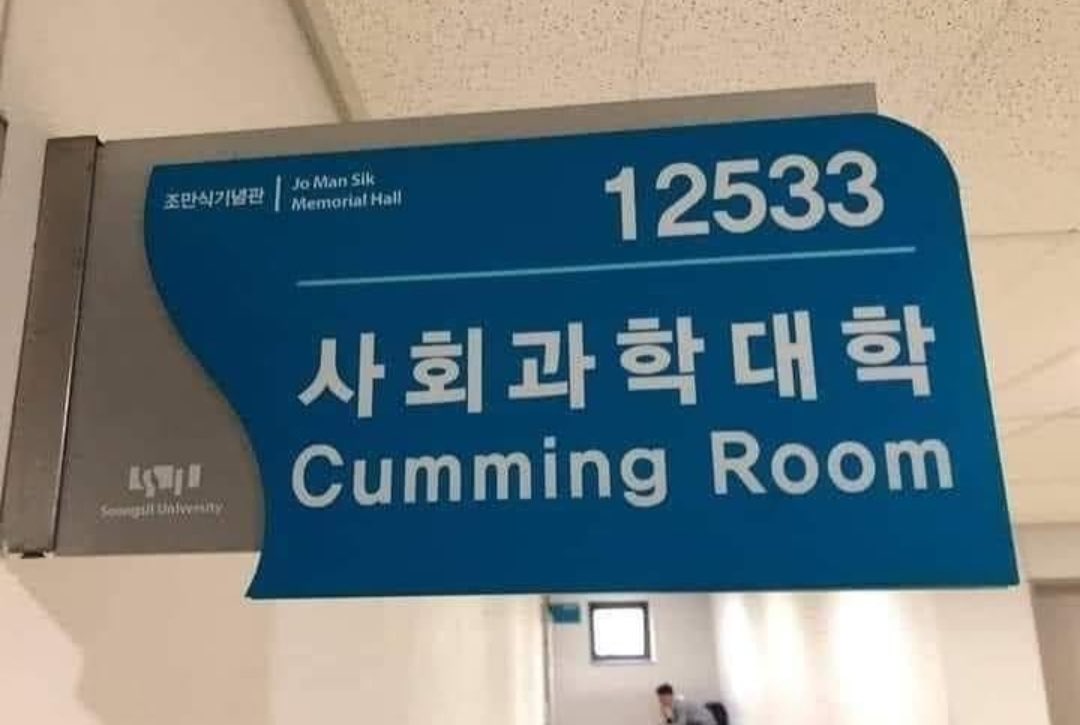 조만식기념관
Jo Man Sik
Memorial Hall
12533
사회과학대학
Cumming Room
Soongsil University